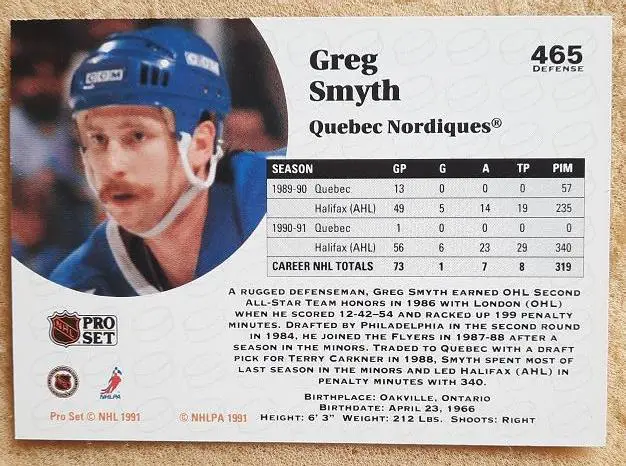 CCM
CCM
Greg
Smyth
Quebec Nordiques®
465
DEFENSE
SEASON GP G A TP PIM
1989-90 Quebec 13 0 0 0 57
Halifax (AHL) 49 5 14 19 235
1990-91 Quebec 1 0 0 0 0
Halifax (AHL) 56 6 23 29 340
CAREER NHL TOTALS 73 1 7 8 319
A RUGGED DEFENSEMAN, GREG SMYTH EARNED OHL SECOND
ALL-STAR TEAM HONORS IN 1986 WITH LONDON (OHL)
WHEN HE SCORED 12-42–54 AND RACKED UP 199 PENALTY
MINUTES. DRAFTED BY PHILADELPHIA IN THE SECOND ROUND
IN 1984, HE JOINED THE FLYERS IN 1987-88 AFTER A
SEASON IN THE MINORS. TRADED TO QUEBEC WITH A DRAFT
PICK FOR TERRY CARKNER IN 1988, SMYTH SPENT MOST OF
LAST SEASON IN THE MINORS AND LED HALIFAX (AHL) IN
PENALTY MINUTES WITH 340.
BIRTHPLACE: OAKVILLE, ONTARIO
BIRTHDATE: APRIL 23, 1966
HEIGHT: 6' 3" WEIGHT: 212 LBS. SHOOTS: RIGHT
NHL PRO
SET
NHLPA
Pro Set © NHL 1991 © NHLPA 1991